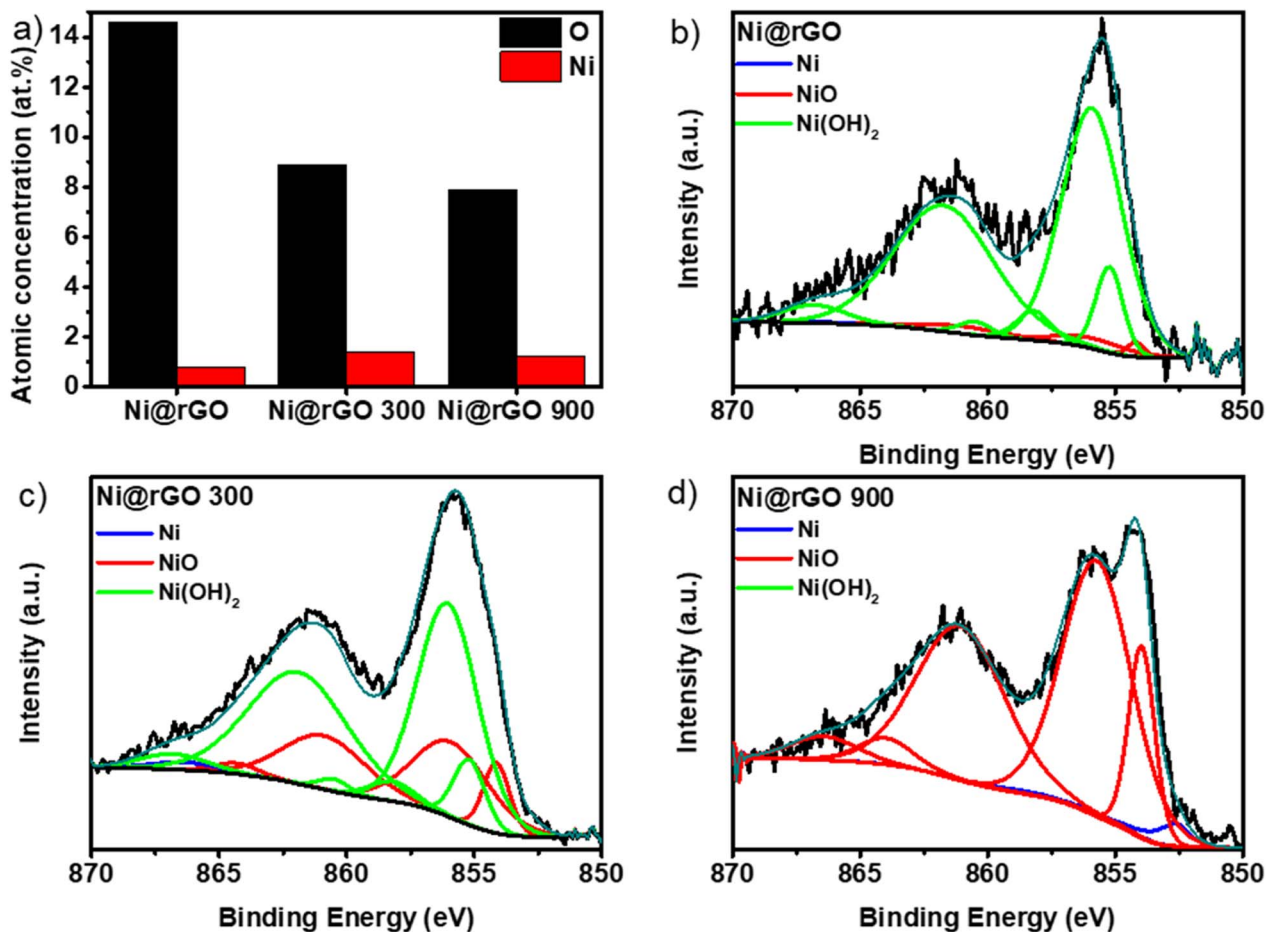 a)
Atomic concentration (at.%)
14
12
10
8
6
4
2
0
O
Ni
Ni@rGO Ni@rGO 300 Ni@rGO 900
b)
Ni@rGO
Ni
NiO
Ni(OH)2
Intensity (a.u.)
870 865 860 855 850
Binding Energy (eV)
c)
Ni@rGO 300
Ni
NiO
Ni(OH)2
Intensity (a.u.)
870 865 860 855 850
Binding Energy (eV)
d)
Ni@rGO 900
Ni
NiO
Ni(OH)2
Intensity (a.u.)
870 865 860 855 850
Binding Energy (eV)